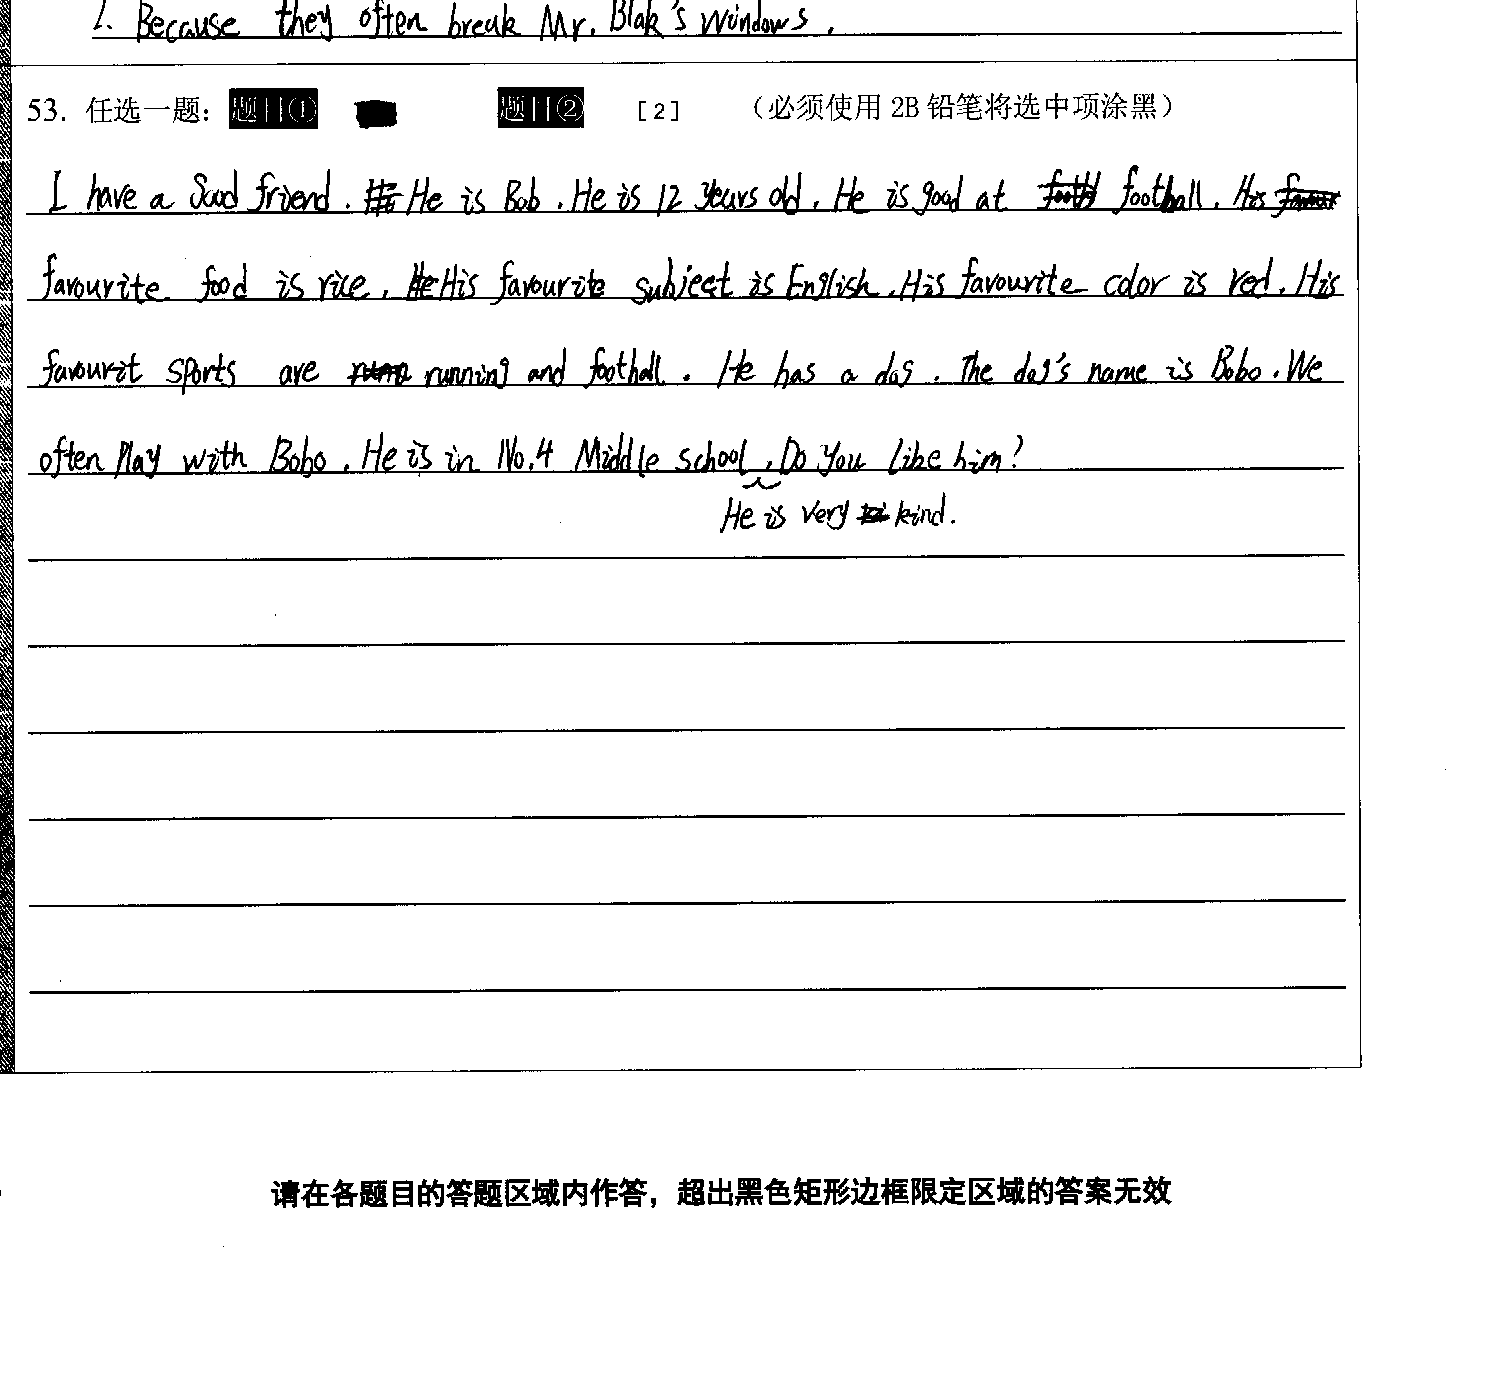 1. Because they often break Mr. Blak's windows.
53. 任选一题: 题目① 题目② [2] （必须使用 2B 铅笔将选中项涂黑）
I have a Good friend. He is Bob. He is 12 years old. He is good at football. His
favourite food is rice. His favourite subject is English. His favourite color is red. His
favourit sports are running and football. He has a dog. The dog's name is Bobo. We
often play with Bobo. He is in No.4 Middle school. Do you like him?
He is very kind.
请在各题目的答题区域内作答，超出黑色矩形边框限定区域的答案无效